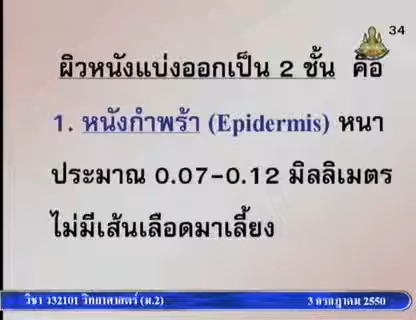 34
ผิวหนังแบ่งออกเป็น 2 ชั้น คือ
1. หนังกำพร้า (Epidermis) หนา
ประมาณ 0.07-0.12 มิลลิเมตร
ไม่มีเส้นเลือดมาเลี้ยง
วิชา ว32101 วิทยาศาสตร์ (ม.2) 3 กรกฎาคม 2550